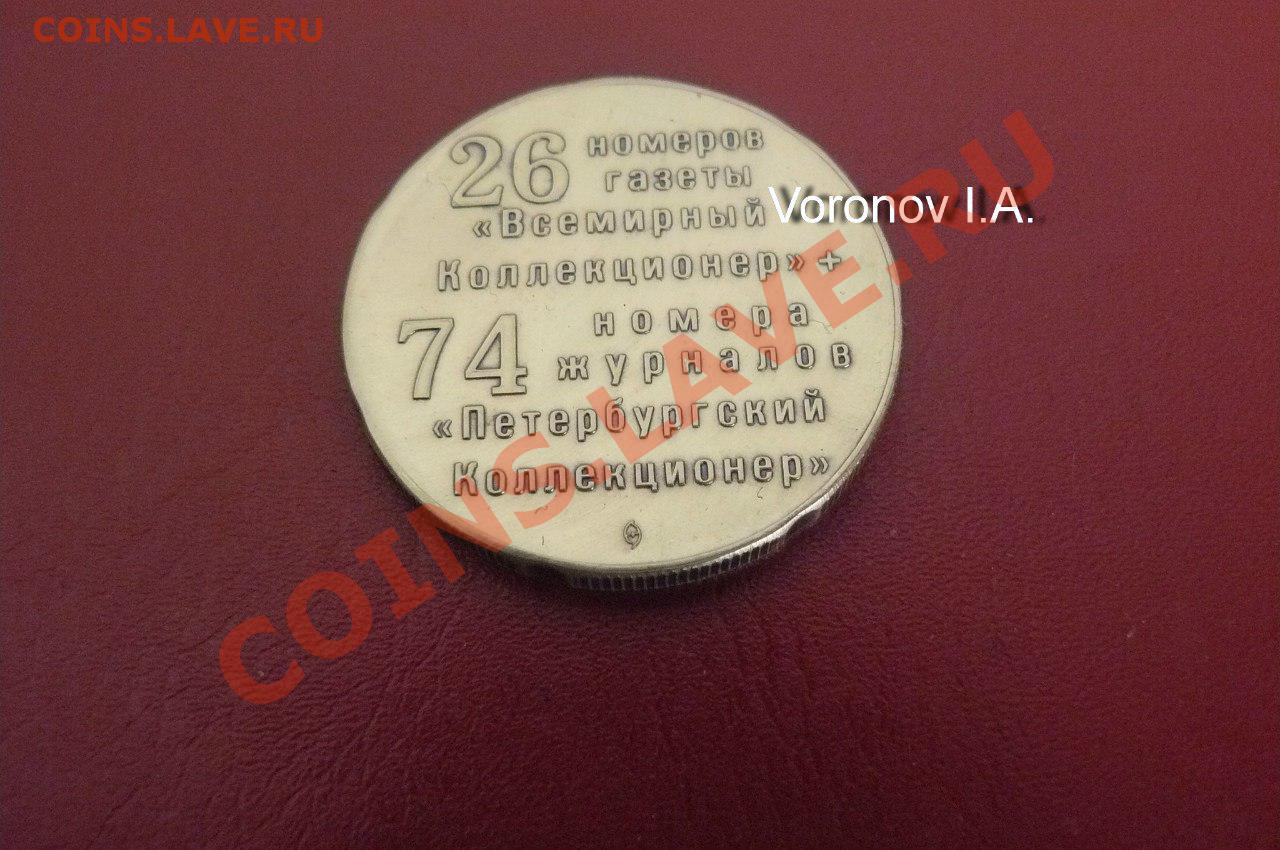 COINS.LAVE.RU
26 номеров
газеты
«Всемирный
Коллекционер» +
74 номера
журналов
«Петербургский
Коллекционер»
Voronov I.A.
COINS.LAVE.RU